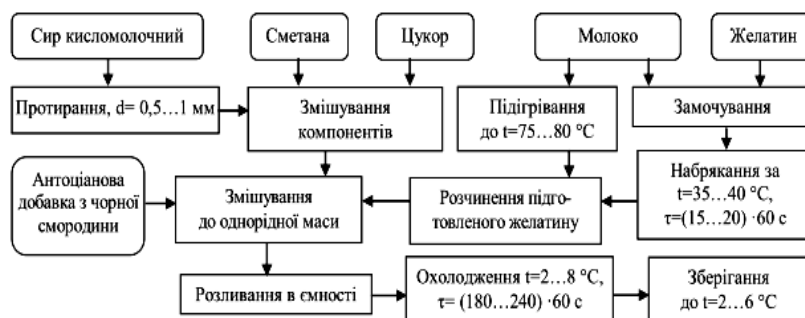 Сир кисломолочний
Сметана
Цукор
Молоко
Желатин
Протирання, d= 0,5…1 мм
Змішування
компонентів
Підігрівання
до t=75…80 °C
Замочування
Антоціанова
добавка з чорної
смородини
Змішування
до однорідної маси
Розчинення підго-
товленого желатину
Набрякання за
t=35…40 °C,
τ=(15…20) ·60 с
Розливання в ємності
Охолодження t=2…8 °C,
τ= (180…240) ·60 с
Зберігання
до t=2…6 °C